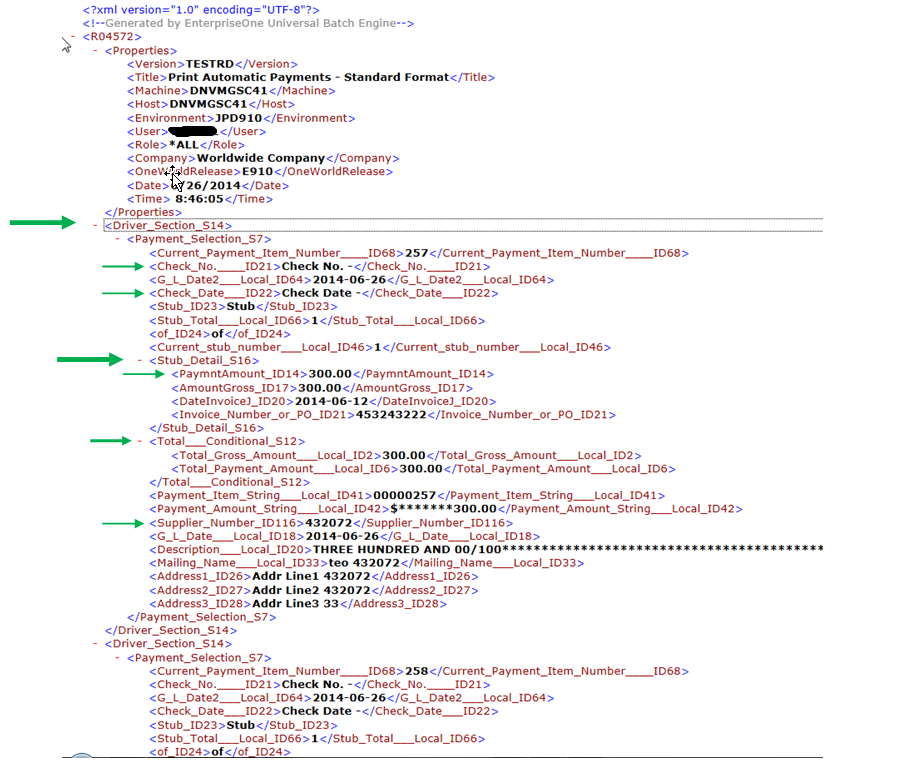 <?xml version="1.0" encoding="UTF-8"?>
<!--Generated by EnterpriseOne Universal Batch Engine-->
- <R04572>
- <Properties>
<Version>TESTRD</Version>
<Title>Print Automatic Payments - Standard Format</Title>
<Machine>DNVMGSC41</Machine>
<Host>DNVMGSC41</Host>
<Environment>JPD910</Environment>
<User></User>
<Role>*ALL</Role>
<Company>Worldwide Company</Company>
<OneWorldRelease>E910</OneWorldRelease>
<Date>/26/2014</Date>
<Time> 8:46:05</Time>
</Properties>
- <Driver_Section_S14>
- <Payment_Selection_S7>
<Current_Payment_Item_Number____ID68>257</Current_Payment_Item_Number____ID68>
<Check_No.____ID21>Check No. -</Check_No.____ID21>
<G_L_Date2___Local_ID64>2014-06-26</G_L_Date2___Local_ID64>
<Check_Date___ID22>Check Date -</Check_Date___ID22>
<Stub_ID23>Stub</Stub_ID23>
<Stub_Total___Local_ID66>1</Stub_Total___Local_ID66>
<of_ID24>of</of_ID24>
<Current_stub_number___Local_ID46>1</Current_stub_number___Local_ID46>
- <Stub_Detail_S16>
<PaymntAmount_ID14>300.00</PaymntAmount_ID14>
<AmountGross_ID17>300.00</AmountGross_ID17>
<DateInvoiceJ_ID20>2014-06-12</DateInvoiceJ_ID20>
<Invoice_Number_or_PO_ID21>453243222</Invoice_Number_or_PO_ID21>
</Stub_Detail_S16>
- <Total___Conditional_S12>
<Total_Gross_Amount___Local_ID2>300.00</Total_Gross_Amount___Local_ID2>
<Total_Payment_Amount___Local_ID6>300.00</Total_Payment_Amount___Local_ID6>
</Total___Conditional_S12>
<Payment_Item_String___Local_ID41>00000257</Payment_Item_String___Local_ID41>
<Payment_Amount_String___Local_ID42>$*******300.00</Payment_Amount_String___Local_ID42>
<Supplier_Number_ID116>432072</Supplier_Number_ID116>
<G_L_Date___Local_ID18>2014-06-26</G_L_Date___Local_ID18>
<Description___Local_ID20>THREE HUNDRED AND 00/100****************************************
<Mailing_Name___Local_ID33>teo 432072</Mailing_Name___Local_ID33>
<Address1_ID26>Addr Line1 432072</Address1_ID26>
<Address2_ID27>Addr Line2 432072</Address2_ID27>
<Address3_ID28>Addr Line3 33</Address3_ID28>
</Payment_Selection_S7>
</Driver_Section_S14>
- <Driver_Section_S14>
- <Payment_Selection_S7>
<Current_Payment_Item_Number____ID68>258</Current_Payment_Item_Number____ID68>
<Check_No.____ID21>Check No. -</Check_No.____ID21>
<G_L_Date2___Local_ID64>2014-06-26</G_L_Date2___Local_ID64>
<Check_Date___ID22>Check Date -</Check_Date___ID22>
<Stub_ID23>Stub</Stub_ID23>
<Stub_Total___Local_ID66>1</Stub_Total___Local_ID66>
<of_ID24>of</of_ID24>